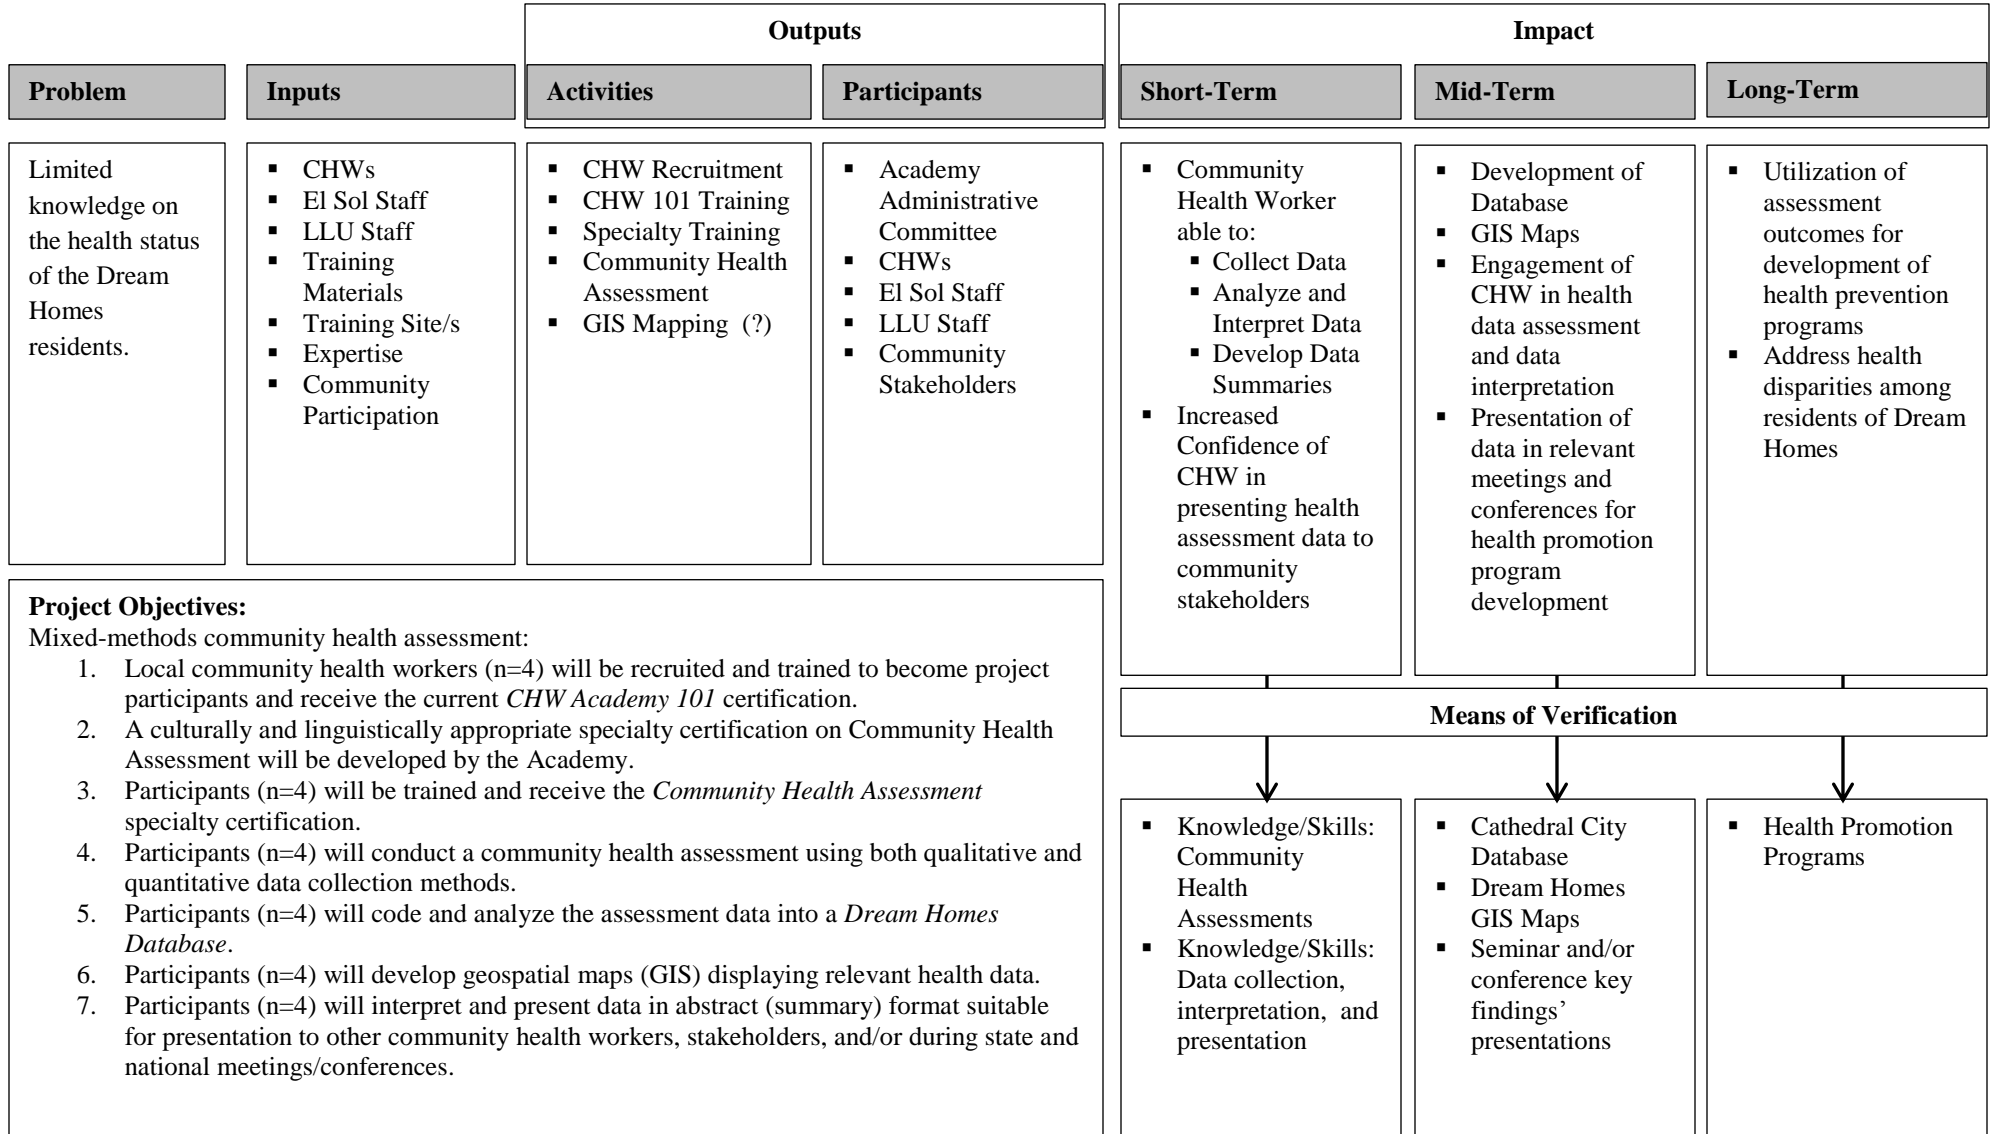 Outputs
Impact
Problem
Inputs
Activities
Participants
Short-Term
Mid-Term
Long-Term
Limited
knowledge on
the health status
of the Dream
Homes
residents.
▪ CHWs
▪ El Sol Staff
▪ LLU Staff
▪ Training
Materials
▪ Training Site/s
▪ Expertise
▪ Community
Participation
▪ CHW Recruitment
▪ CHW 101 Training
▪ Specialty Training
▪ Community Health
Assessment
▪ GIS Mapping (?)
▪ Academy
Administrative
Committee
▪ CHWs
▪ El Sol Staff
▪ LLU Staff
▪ Community
Stakeholders
▪ Community
Health Worker
able to:
▪ Collect Data
▪ Analyze and
Interpret Data
▪ Develop Data
Summaries
▪ Increased
Confidence of
CHW in
presenting health
assessment data to
community
stakeholders
▪ Development of
Database
▪ GIS Maps
▪ Engagement of
CHW in health
data assessment
and data
interpretation
▪ Presentation of
data in relevant
meetings and
conferences for
health promotion
program
development
▪ Utilization of
assessment
outcomes for
development of
health prevention
programs
▪ Address health
disparities among
residents of Dream
Homes
Project Objectives:
Mixed-methods community health assessment:
1. Local community health workers (n=4) will be recruited and trained to become project
participants and receive the current CHW Academy 101 certification.
2. A culturally and linguistically appropriate specialty certification on Community Health
Assessment will be developed by the Academy.
3. Participants (n=4) will be trained and receive the Community Health Assessment
specialty certification.
4. Participants (n=4) will conduct a community health assessment using both qualitative and
quantitative data collection methods.
5. Participants (n=4) will code and analyze the assessment data into a Dream Homes
Database.
6. Participants (n=4) will develop geospatial maps (GIS) displaying relevant health data.
7. Participants (n=4) will interpret and present data in abstract (summary) format suitable
for presentation to other community health workers, stakeholders, and/or during state and
national meetings/conferences.
Means of Verification
▪ Knowledge/Skills:
Community
Health
Assessments
▪ Knowledge/Skills:
Data collection,
interpretation, and
presentation
▪ Cathedral City
Database
▪ Dream Homes
GIS Maps
▪ Seminar and/or
conference key
findings’
presentations
▪ Health Promotion
Programs